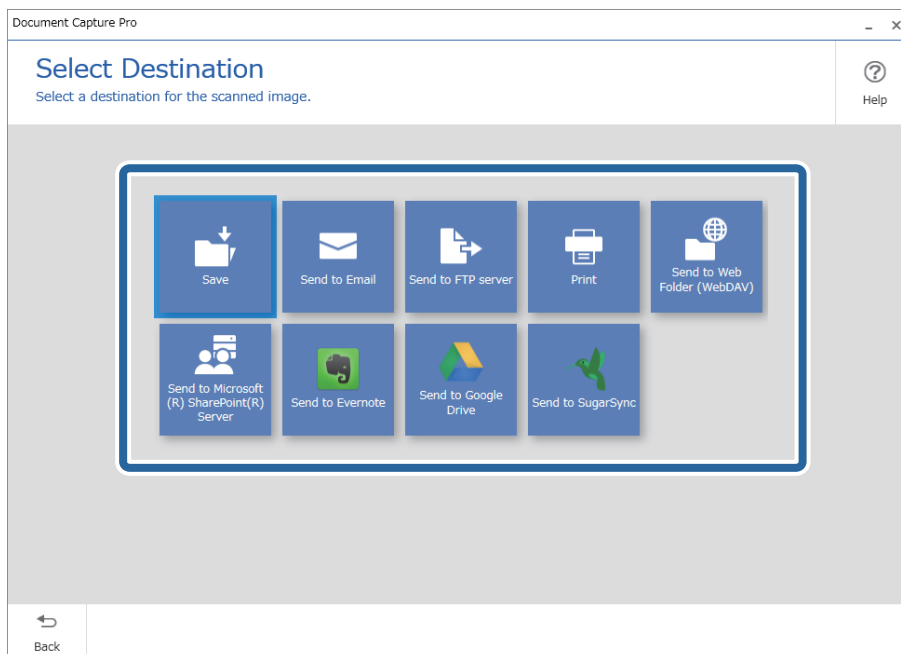 Document Capture Pro
Select Destination
Select a destination for the scanned image.
Help
Save
Send to Email
Send to FTP server
Print
Send to Web
Folder (WebDAV)
Send to Microsoft
(R) SharePoint(R)
Server
Send to Evernote
Send to Google
Drive
Send to SugarSync
Back